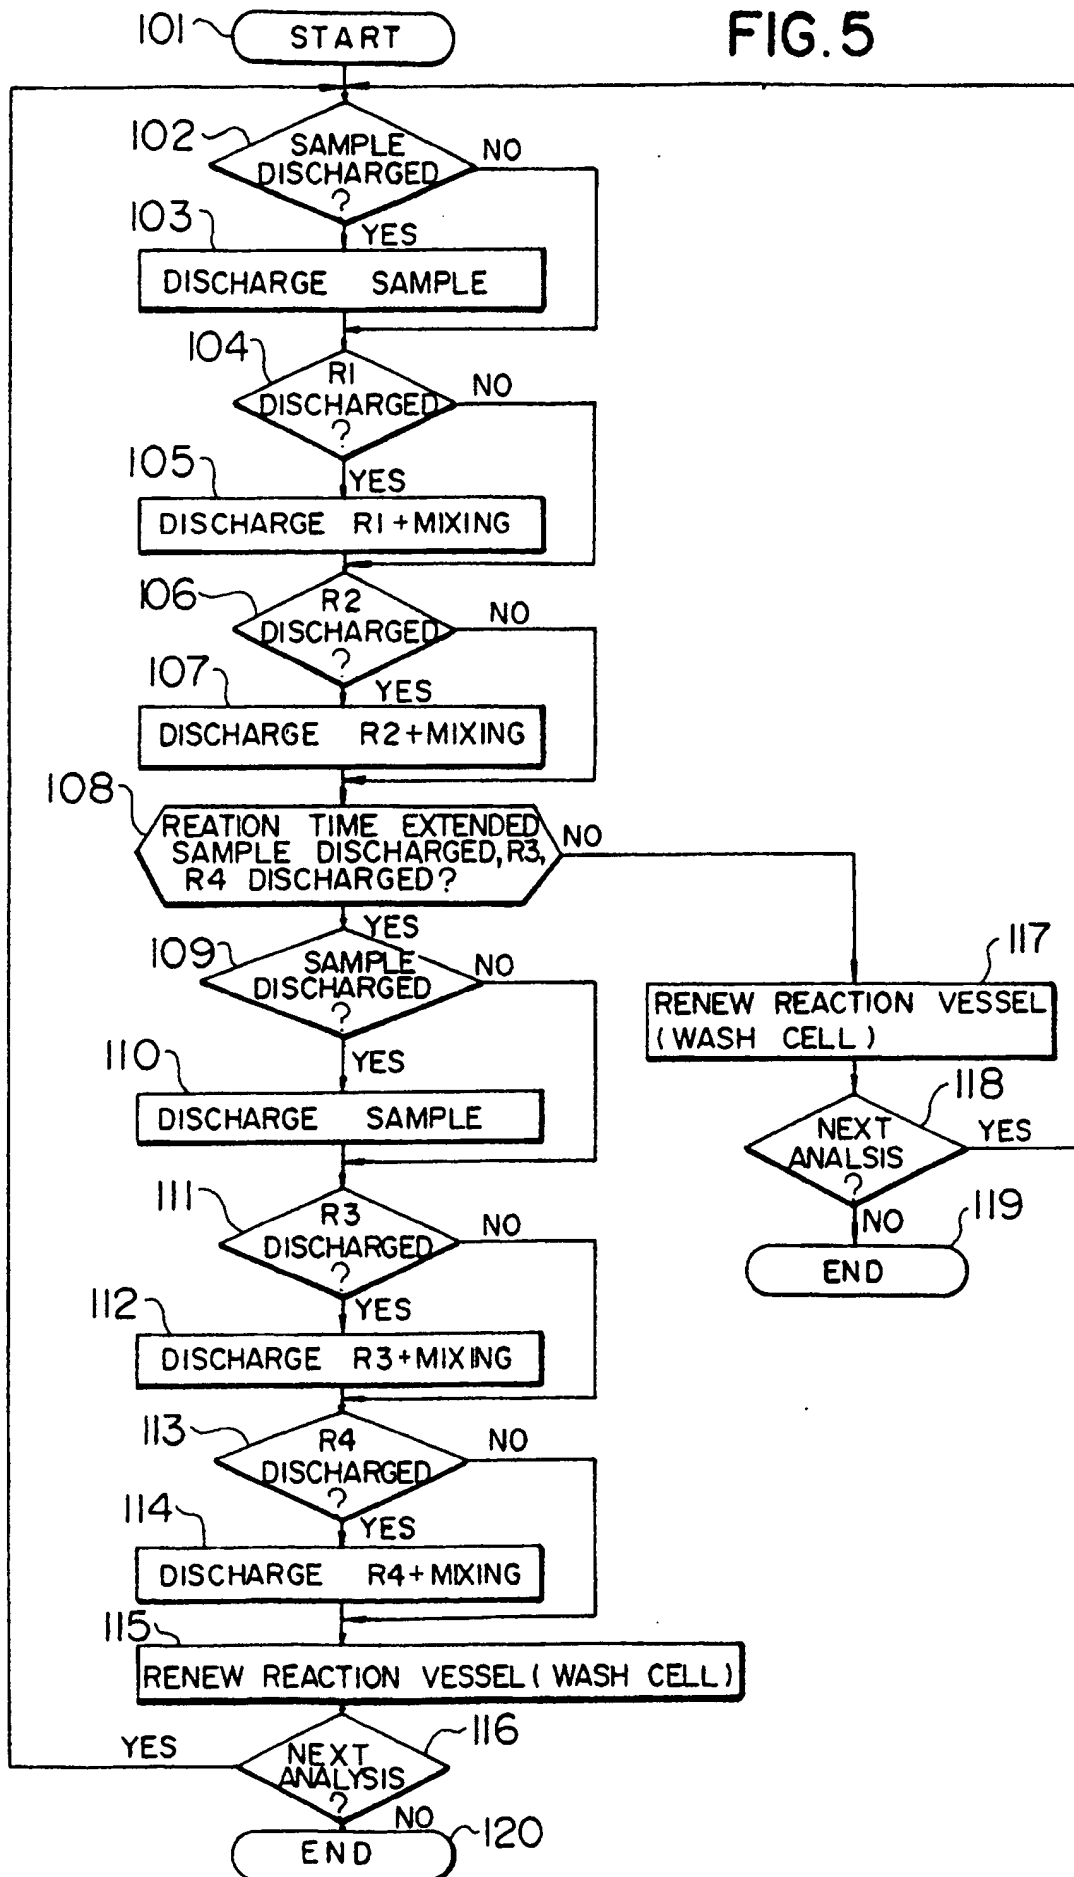 FIG.5
101
START
102
SAMPLE
DISCHARGED
?
NO
YES
103
DISCHARGE SAMPLE
104
R1
DISCHARGED
?
NO
YES
105
DISCHARGE R1+MIXING
106
R2
DISCHARGED
?
NO
YES
107
DISCHARGE R2+MIXING
108
REATION TIME EXTENDED
SAMPLE DISCHARGED, R3,
R4 DISCHARGED?
NO
YES
109
SAMPLE
DISCHARGED
?
NO
YES
110
DISCHARGE SAMPLE
111
R3
DISCHARGED
?
NO
YES
112
DISCHARGE R3+MIXING
113
R4
DISCHARGED
?
NO
YES
114
DISCHARGE R4+MIXING
115
RENEW REACTION VESSEL (WASH CELL)
116
NEXT
ANALYSIS
?
YES
NO
END
120
117
RENEW REACTION VESSEL
(WASH CELL)
118
NEXT
ANALSIS
?
YES
NO
119
END